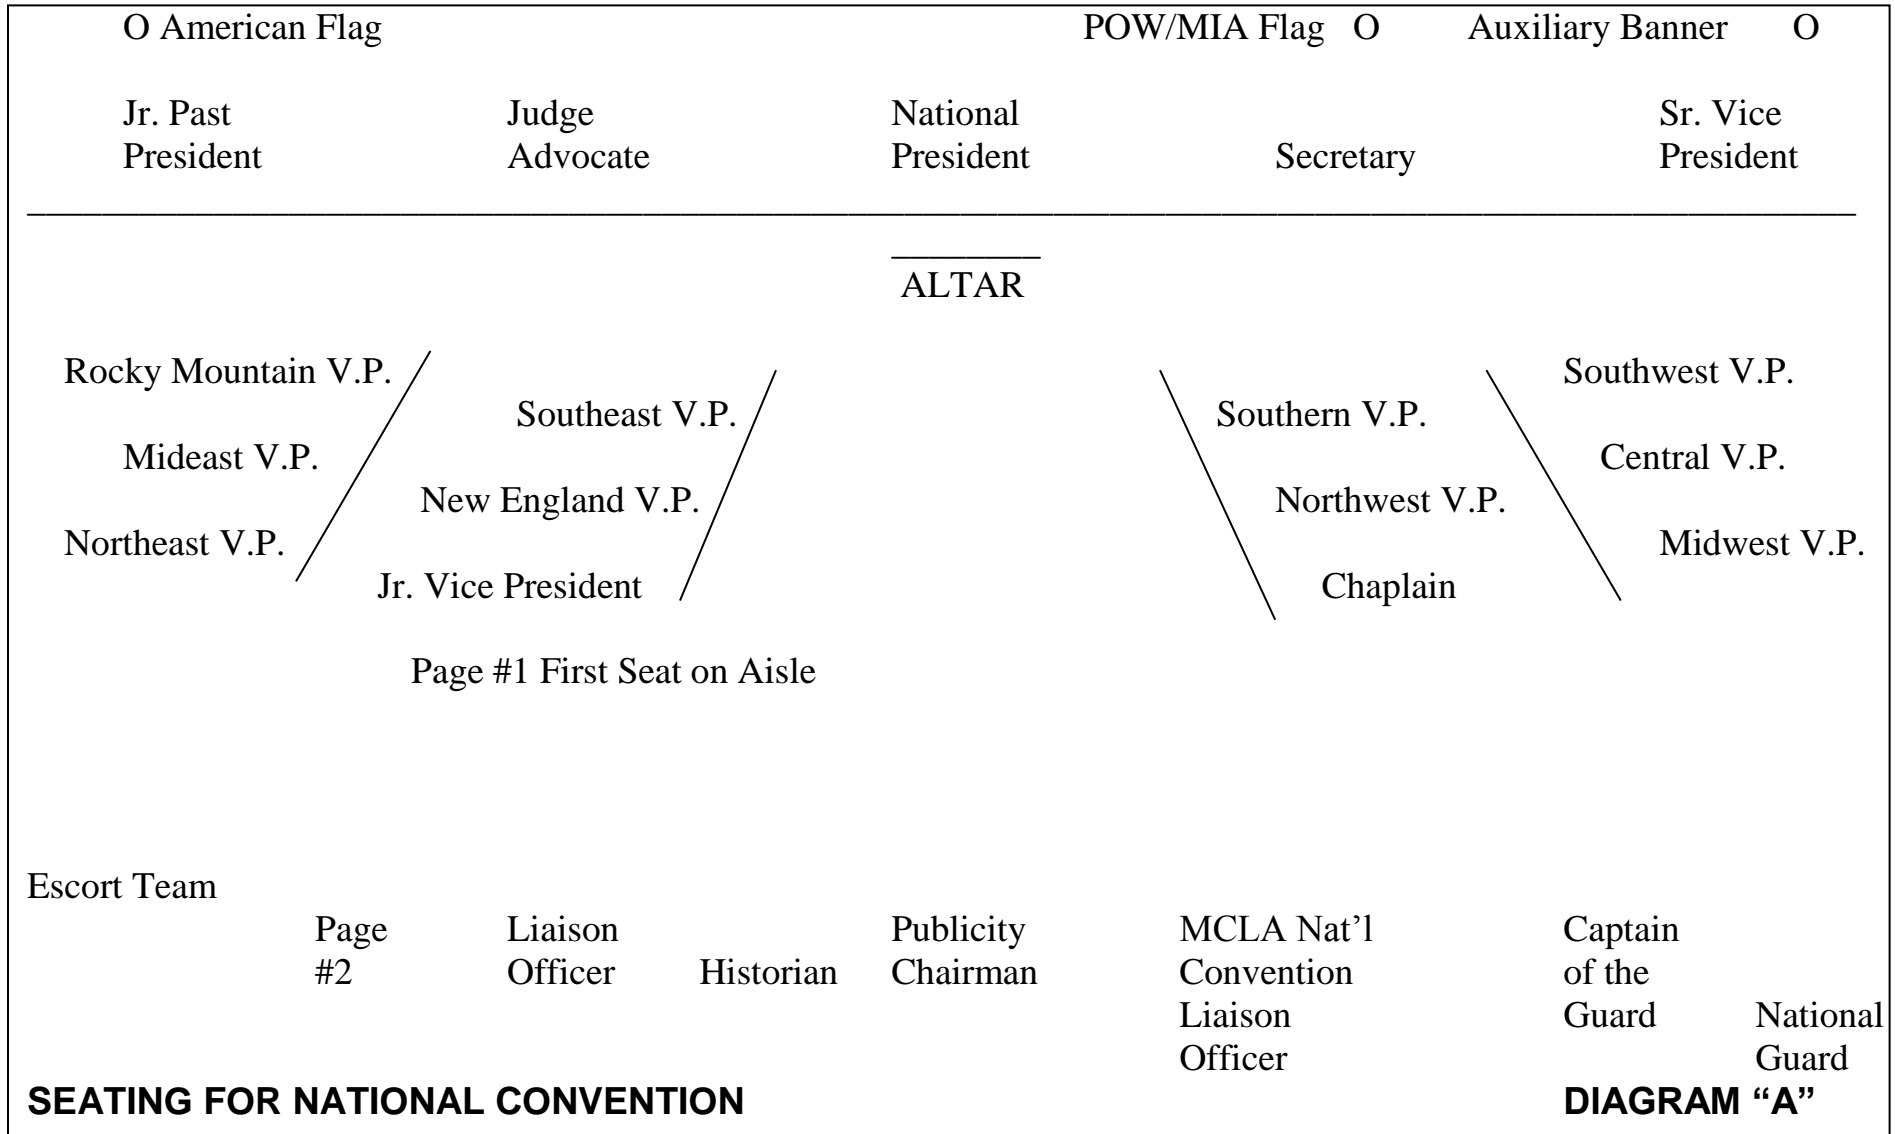 O American Flag POW/MIA Flag O Auxiliary Banner O
Jr. Past Judge National Sr. Vice
President Advocate President Secretary President
ALTAR
Rocky Mountain V.P. Southwest V.P.
Southeast V.P. Southern V.P.
Mideast V.P. Central V.P.
New England V.P. Northwest V.P.
Northeast V.P. Midwest V.P.
Jr. Vice President Chaplain
Page #1 First Seat on Aisle
Escort Team
Page Liaison Publicity MCLA Nat’l Captain
#2 Officer Historian Chairman Convention of the
Liaison Guard National
Officer Guard
SEATING FOR NATIONAL CONVENTION DIAGRAM “A”